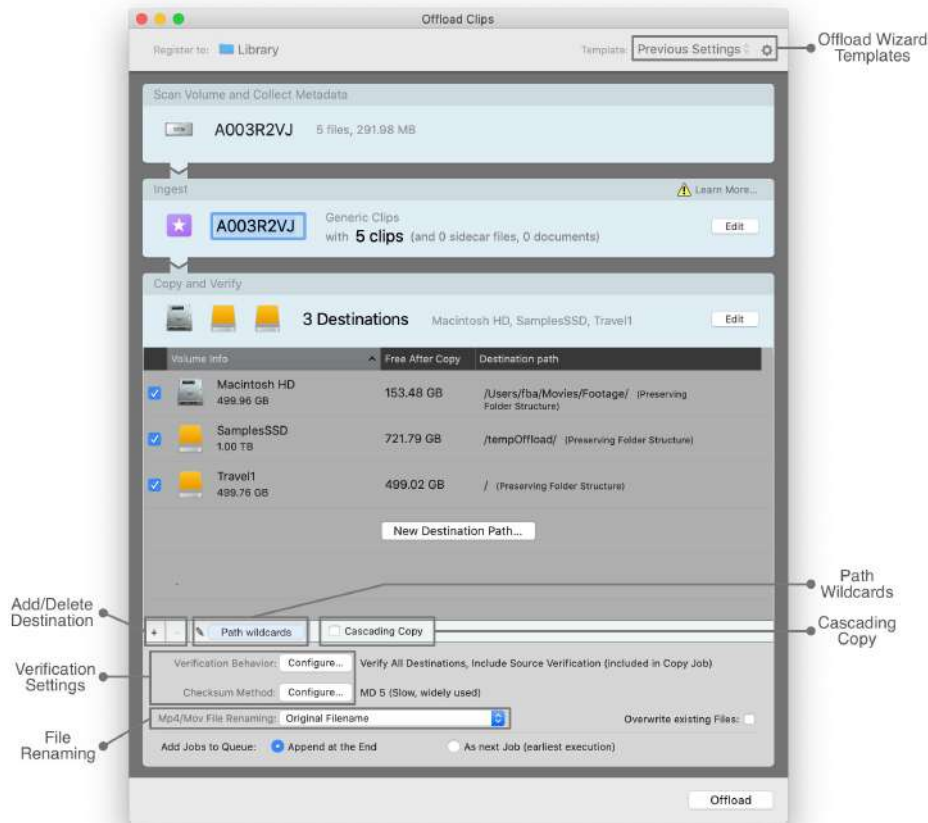 Offload Clips
Register to: Library
Template: Previous Settings
Offload Wizard
Templates
Scan Volume and Collect Metadata
A003R2VJ 5 files, 291.98 MB
Ingest
Learn More...
A003R2VJ
Generic Clips
with 5 clips (and 0 sidecar files, 0 documents)
Edit
Copy and Verify
3 Destinations Macintosh HD, SamplesSSD, Travel1
Edit
Volume Info Free After Copy Destination path
Macintosh HD
499.96 GB
153.48 GB
/Users/fba/Movies/Footage/ (Preserving
Folder Structure)
SamplesSSD
1.00 TB
721.79 GB
/tempOffload/ (Preserving Folder Structure)
Travel1
499.76 GB
499.02 GB
/ (Preserving Folder Structure)
New Destination Path...
Path
Wildcards
Add/Delete
Destination
+ - Path wildcards Cascading Copy
Cascading
Copy
Verification
Settings
Verification Behavior: Configure... Verify All Destinations, Include Source Verification (included in Copy Job)
Checksum Method: Configure... MD 5 (Slow, widely used)
File
Renaming
Mp4/Mov File Renaming: Original Filename
Overwrite existing Files:
Add Jobs to Queue: Append at the End As next Job (earliest execution)
Offload